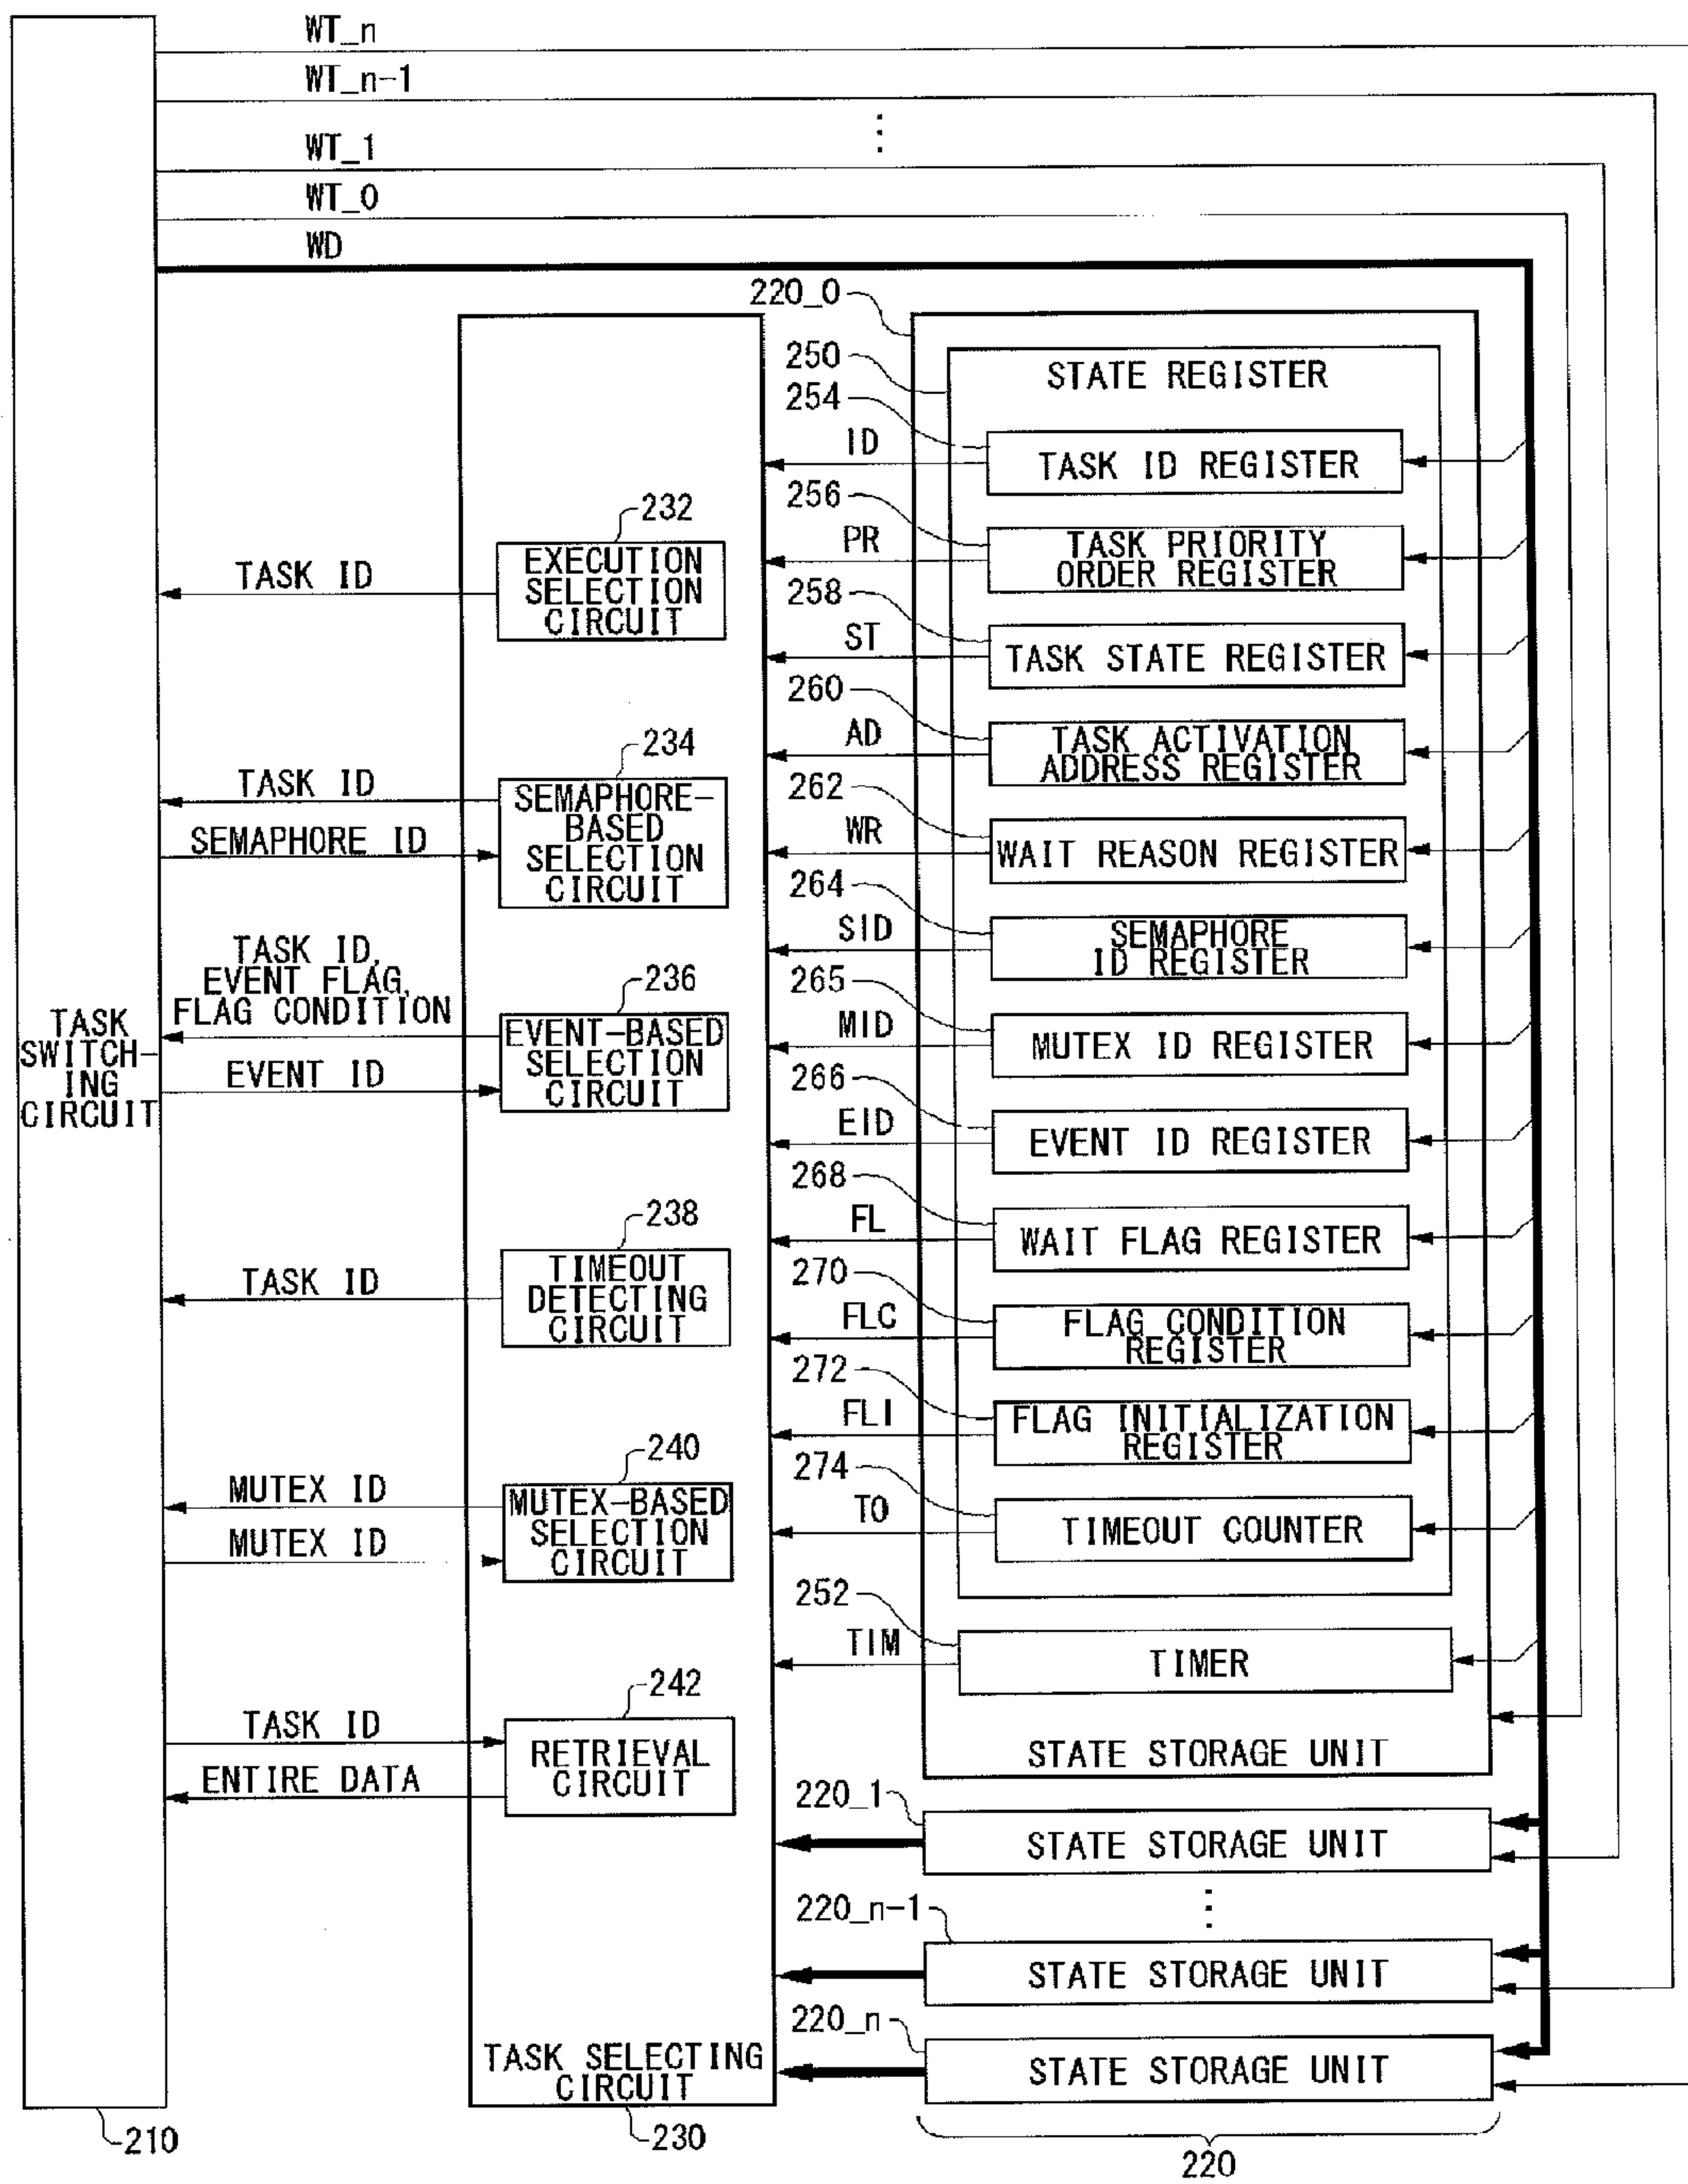 WT_n
WT_n-1
WT_1
WT_0
WD
220_0
250
STATE REGISTER
254
ID
TASK ID REGISTER
256
PR
TASK PRIORITY
ORDER REGISTER
258
ST
TASK STATE REGISTER
260
AD
TASK ACTIVATION
ADDRESS REGISTER
262
WR
WAIT REASON REGISTER
264
SID
SEMAPHORE
ID REGISTER
265
MID
MUTEX ID REGISTER
266
EID
EVENT ID REGISTER
268
FL
WAIT FLAG REGISTER
270
FLC
FLAG CONDITION
REGISTER
272
FLI
FLAG INITIALIZATION
REGISTER
274
TO
TIMEOUT COUNTER
252
TIM
TIMER
STATE STORAGE UNIT
220_1
STATE STORAGE UNIT
220_n-1
STATE STORAGE UNIT
220_n
STATE STORAGE UNIT
220
232
EXECUTION
SELECTION
CIRCUIT
TASK ID
234
SEMAPHORE-
BASED
SELECTION
CIRCUIT
TASK ID
SEMAPHORE ID
236
EVENT-BASED
SELECTION
CIRCUIT
TASK ID,
EVENT FLAG,
FLAG CONDITION
EVENT ID
238
TIMEOUT
DETECTING
CIRCUIT
TASK ID
240
MUTEX-BASED
SELECTION
CIRCUIT
MUTEX ID
MUTEX ID
242
RETRIEVAL
CIRCUIT
TASK ID
ENTIRE DATA
TASK SELECTING
CIRCUIT
230
TASK
SWITCH-
ING
CIRCUIT
210